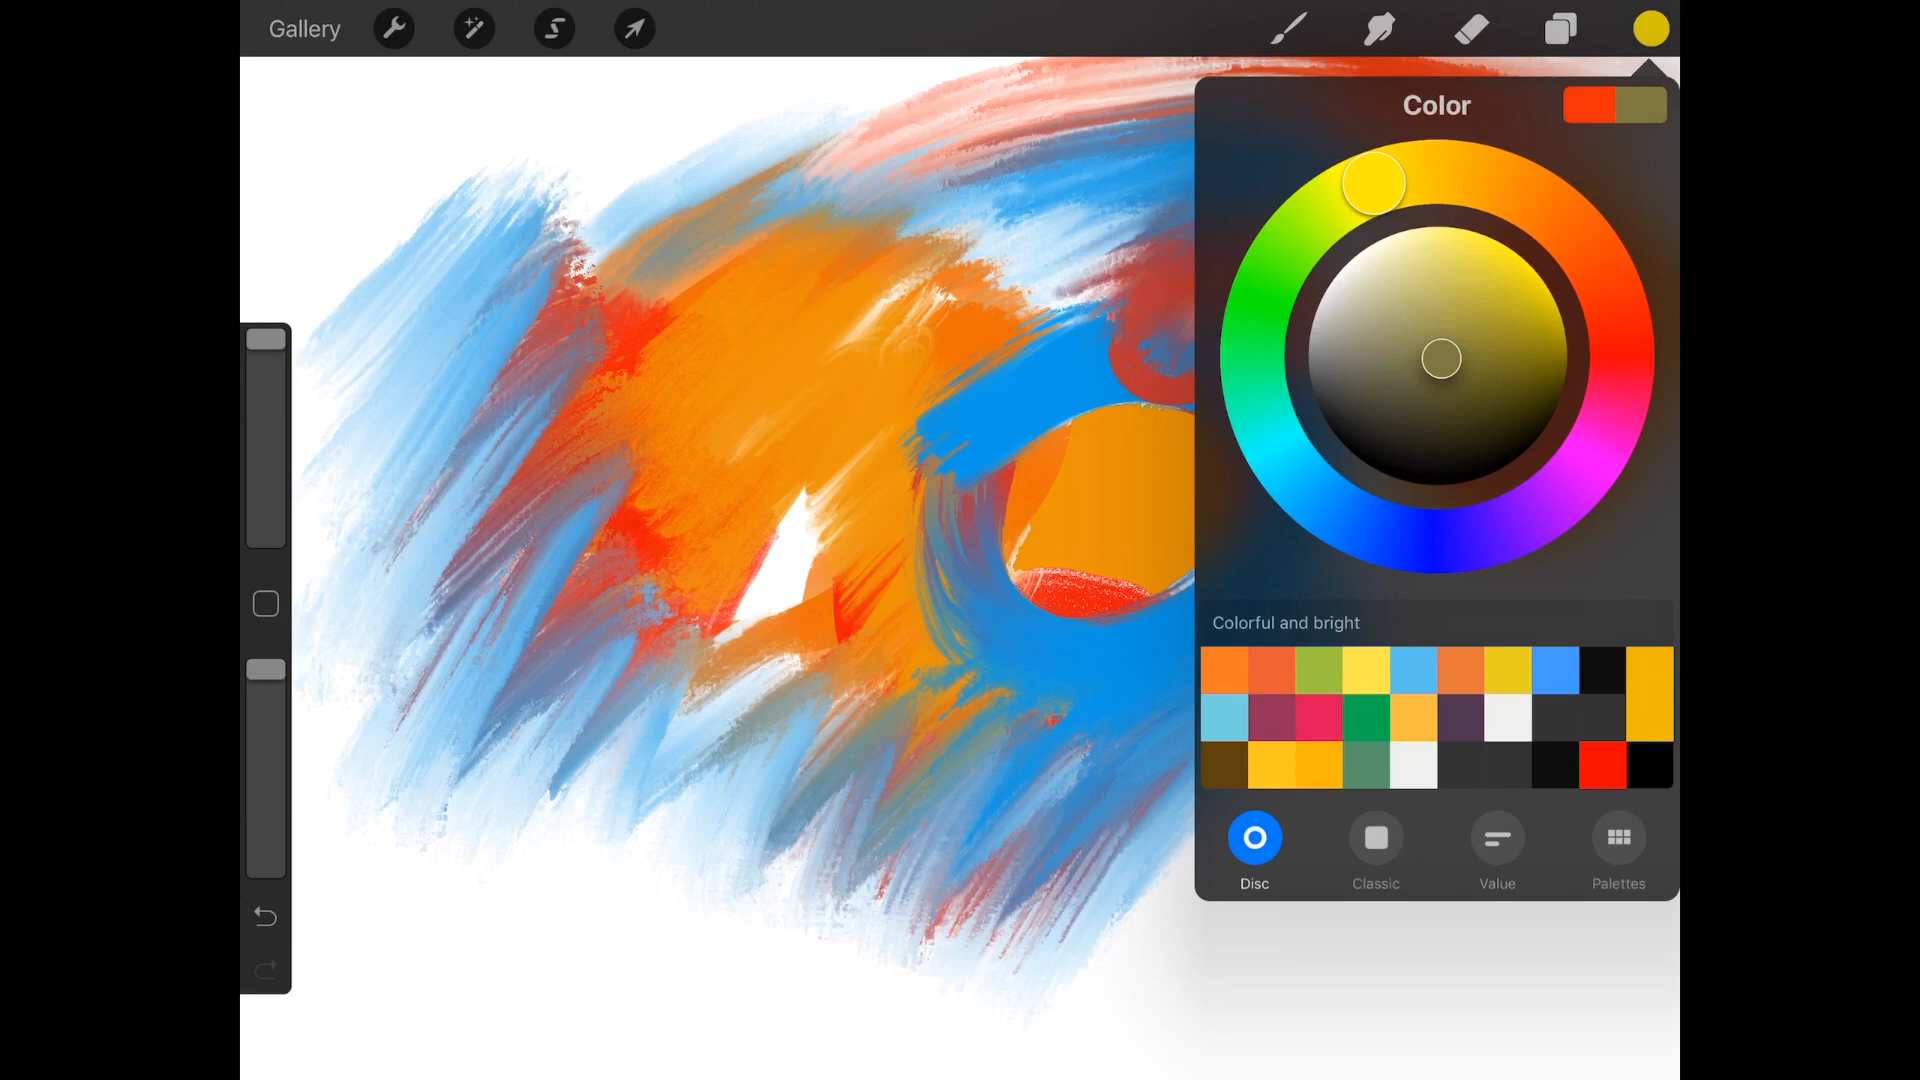 Gallery
Color
Colorful and bright
Disc
Classic
Value
Palettes